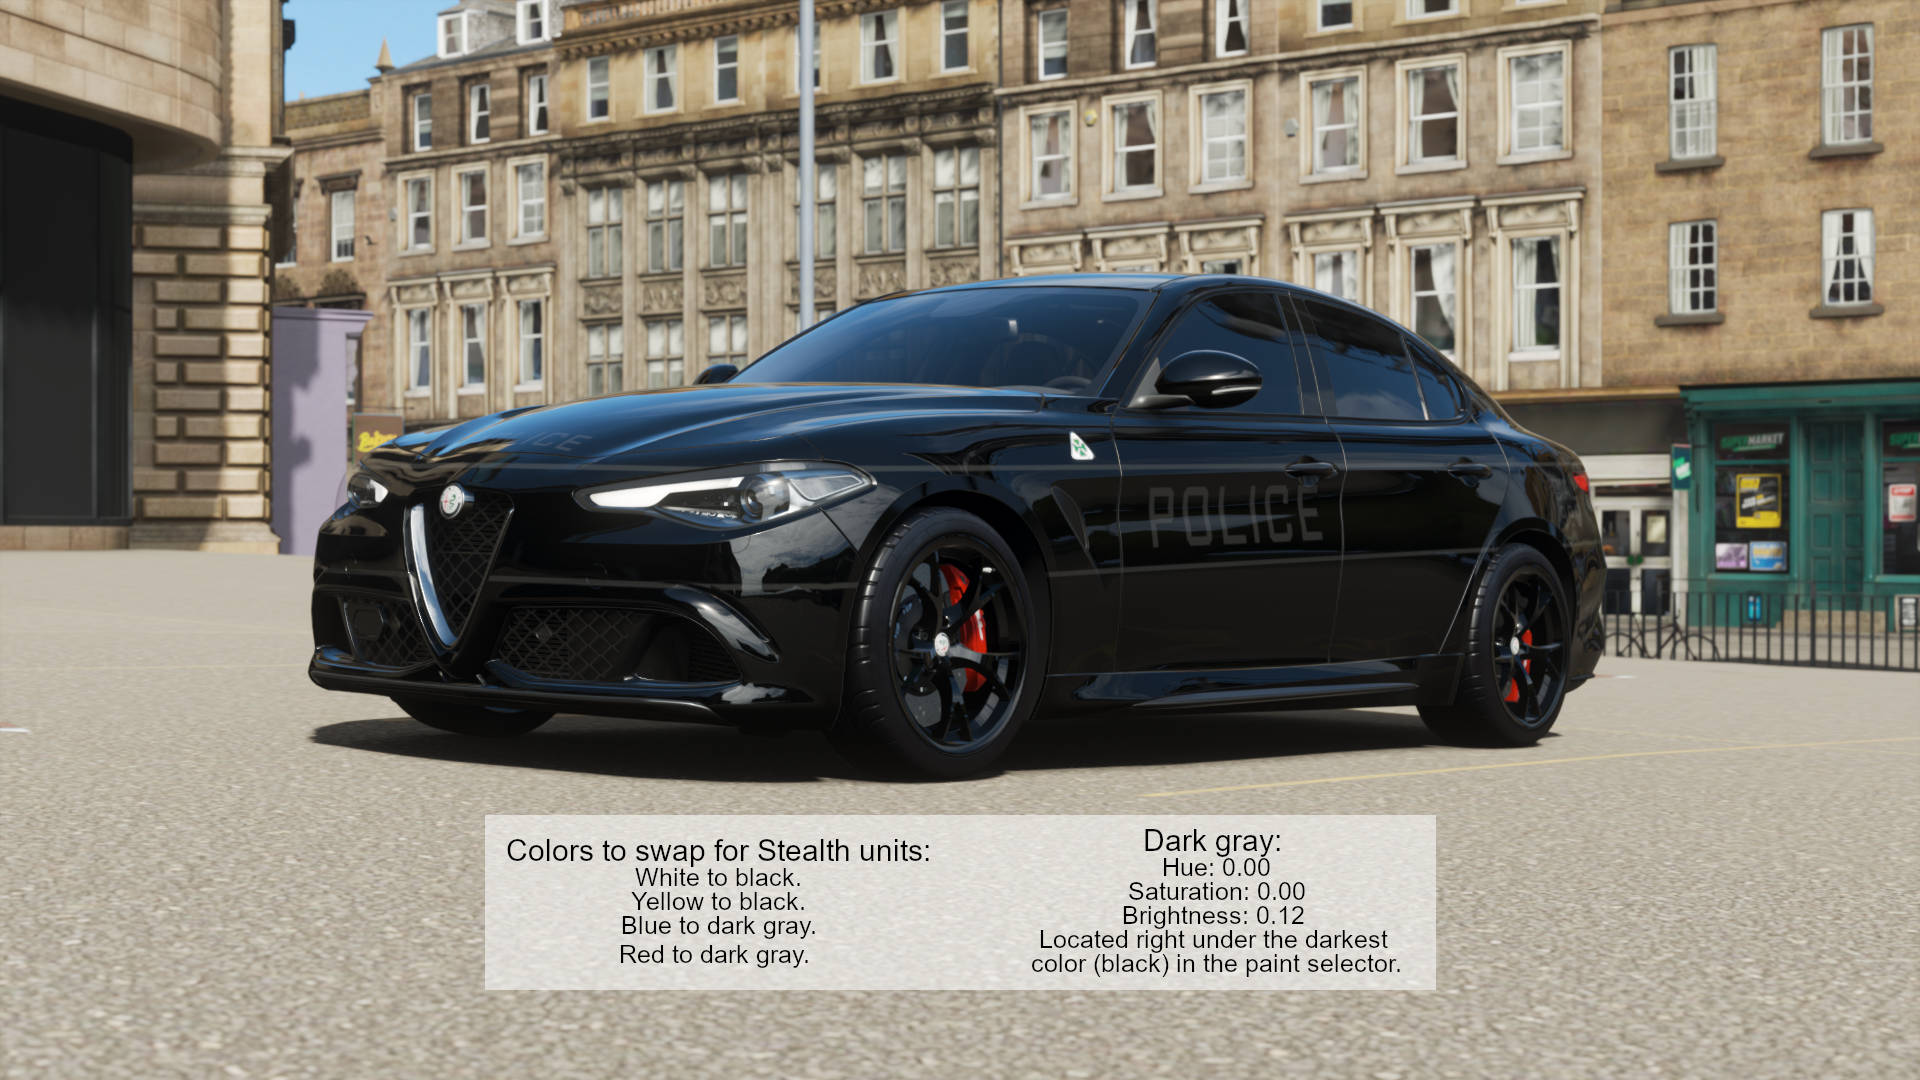 ICE
POLICE
SUPERMARKET
Colors to swap for Stealth units:
White to black.
Yellow to black.
Blue to dark gray.
Red to dark gray.
Dark gray:
Hue: 0.00
Saturation: 0.00
Brightness: 0.12
Located right under the darkest
color (black) in the paint selector.